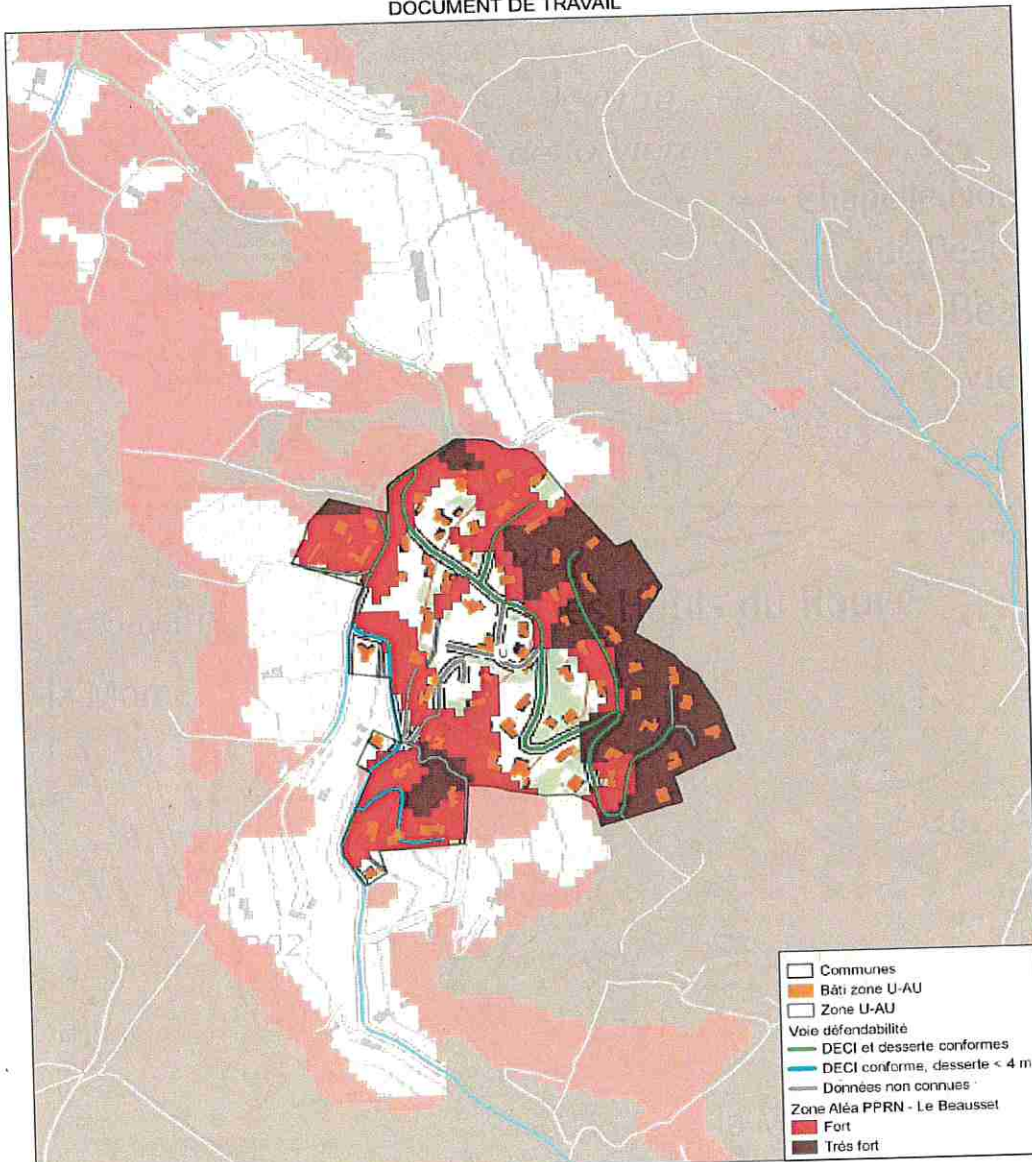 DOCUMENT DE TRAVAIL
Communes
Bâti zone U-AU
Zone U-AU
Voie défendabilité
DECI et desserte conformes
DECI conforme, desserte < 4 m
Données non connues
Zone Aléa PPRN - Le Beausset
Fort
Très fort